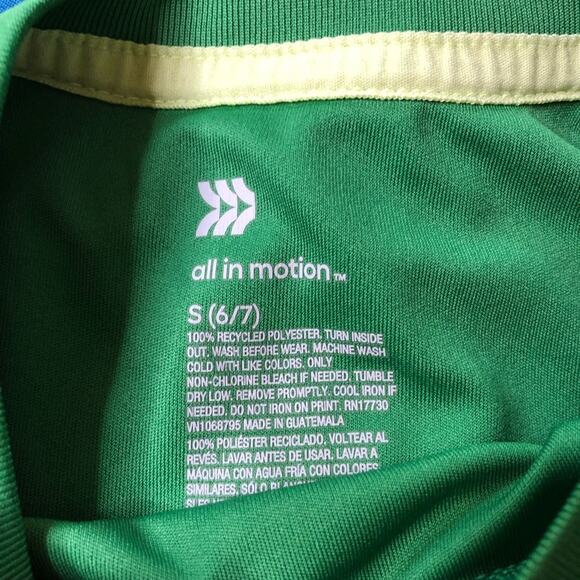 all in motion™
S (6/7)
100% RECYCLED POLYESTER. TURN INSIDE
OUT. WASH BEFORE WEAR. MACHINE WASH
COLD WITH LIKE COLORS. ONLY
NON-CHLORINE BLEACH IF NEEDED. TUMBLE
DRY LOW. REMOVE PROMPTLY. COOL IRON IF
NEEDED. DO NOT IRON ON PRINT. RN17730
VN1068795 MADE IN GUATEMALA
100% POLIÉSTER RECICLADO. VOLTEAR AL
REVÉS. LAVAR ANTES DE USAR. LAVAR A
MÁQUINA CON AGUA FRÍA CON COLORES
SIMILARES. SÓLO